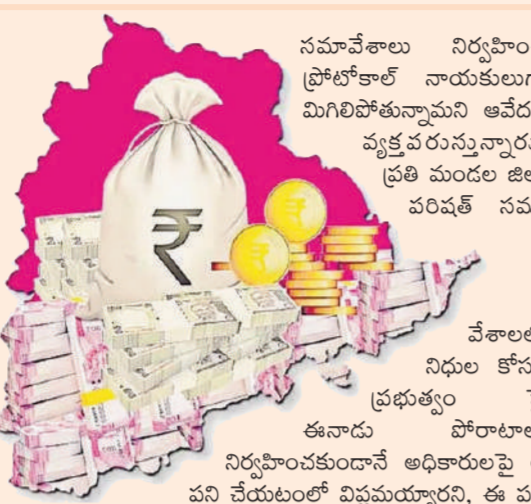 సమావేశాలు నిర్వహిం
ప్రోటోకాల్ నాయకులుగ
మిగిలిపోతున్నామని ఆవేద
వ్యక్తవరుస్తున్నార
ప్రతి మండల జిల
పరిషత్ సమ
వేశాలల
నిధుల కోస
ప్రభుత్వం
ఈనాడు పోరాటాల
నిర్వహించకుండానే అధికారులపై
పని చేయటంలో విఫమయ్యారని, ఈ